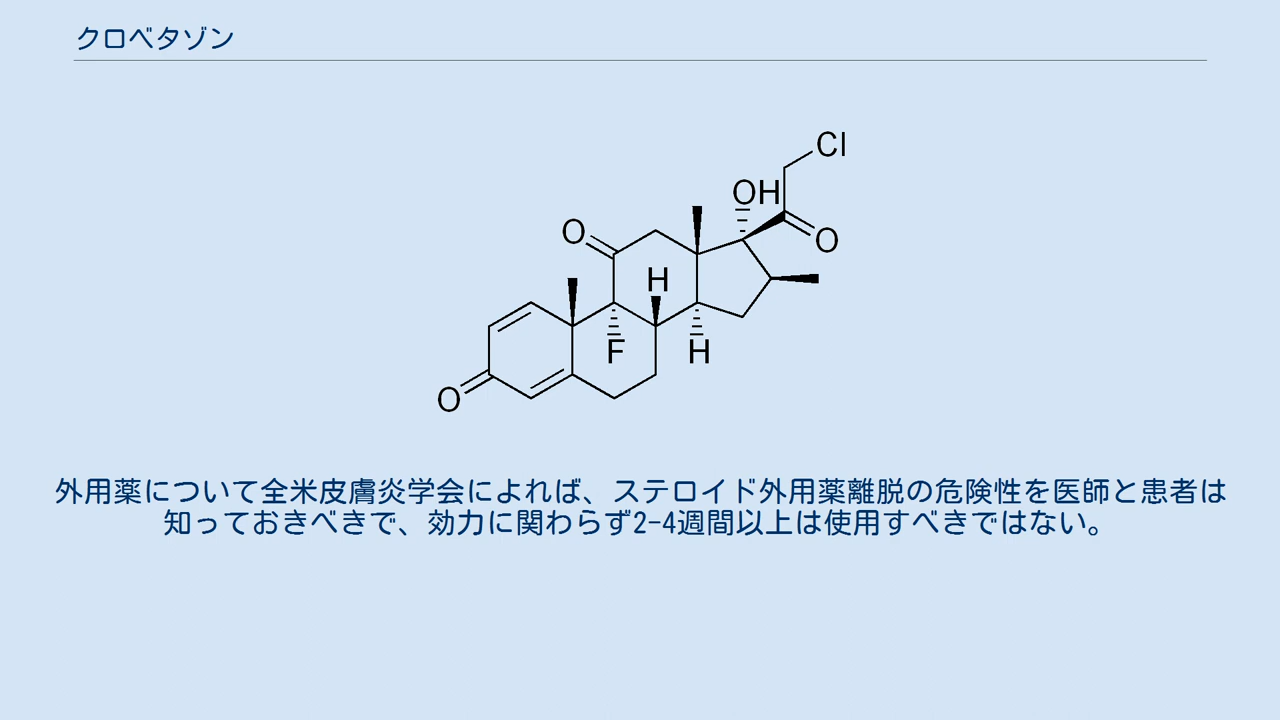 クロベタゾン
Cl
OH
O
O
H
F
H
O
外用薬について全米皮膚炎学会によれば、ステロイド外用薬離脱の危険性を医師と患者は
知っておきべきで、効力に関わらず2-4週間以上は使用すべきではない。